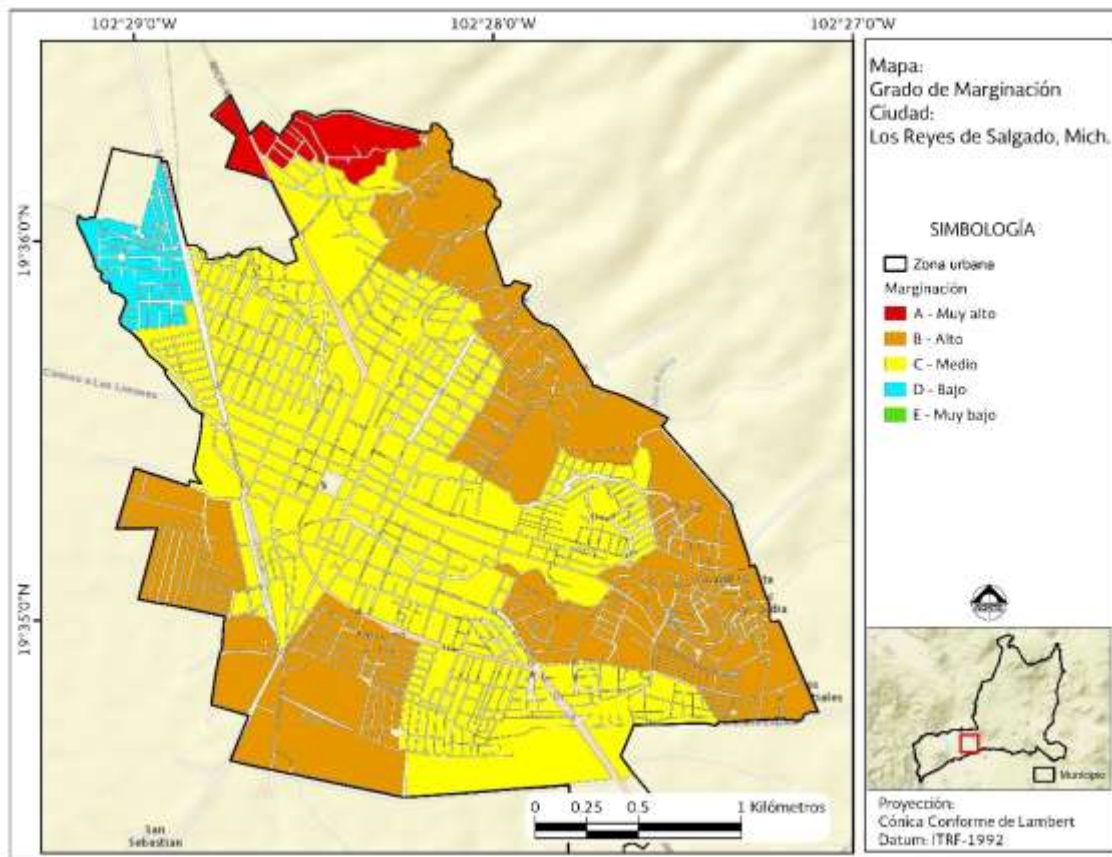 102°29'0"W
102°28'0"W
102°27'0"W
19°36'0"N
19°35'0"N
Mapa:
Grado de Marginación
Ciudad:
Los Reyes de Salgado, Mich.
SIMBOLOGÍA
Zona urbana
Marginación
A - Muy alto
B - Alto
C - Medio
D - Bajo
E - Muy bajo
San
Sebastian
0 0.25 0.5 1 Kilómetros
Municipio
Proyección:
Cónica Conforme de Lambert
Datum: ITRF-1992